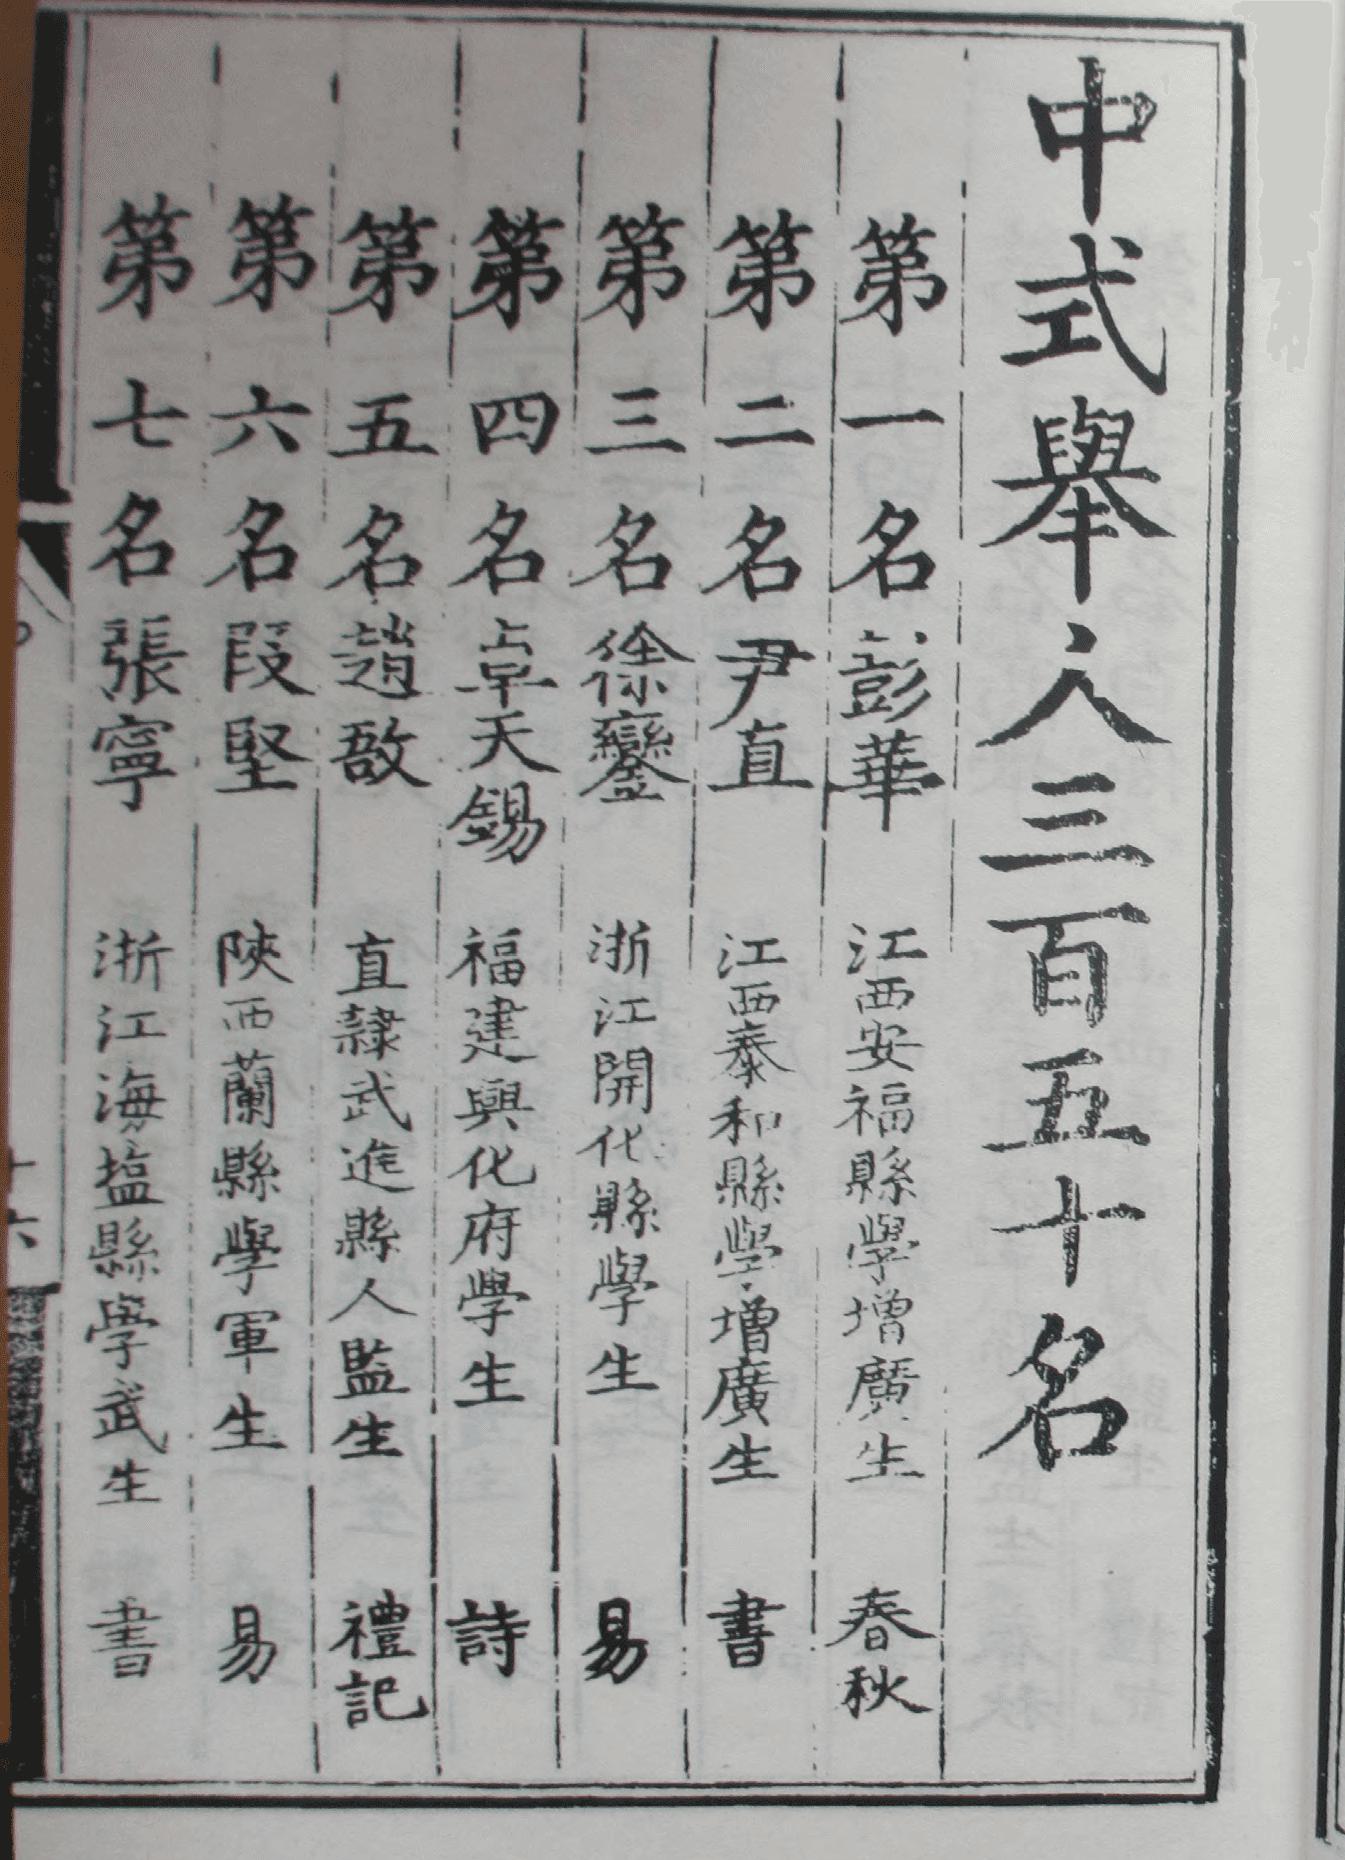 中式舉人三百五十名
第一名彭華 江西安福縣學增廣生 春秋
第二名尹直 江西泰和縣學增廣生 書
第三名徐鑾 浙江開化縣學生 易
第四名卓天錫 福建興化府學生 詩
第五名趙敔 直隷武進縣人監生 禮記
第六名段堅 陝西蘭縣學軍生 易
第七名張寧 浙江海塩縣學武生 書
十六